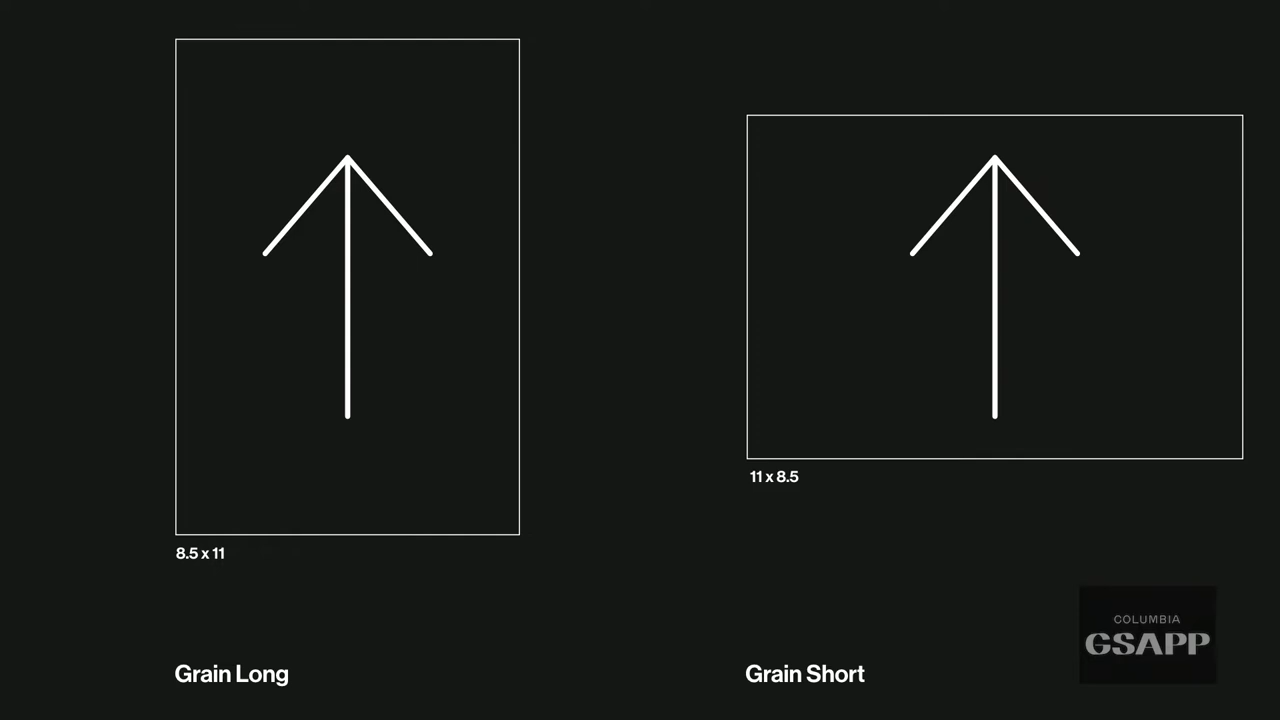 8.5 x 11
11 x 8.5
Grain Long
Grain Short
COLUMBIA
GSAPP